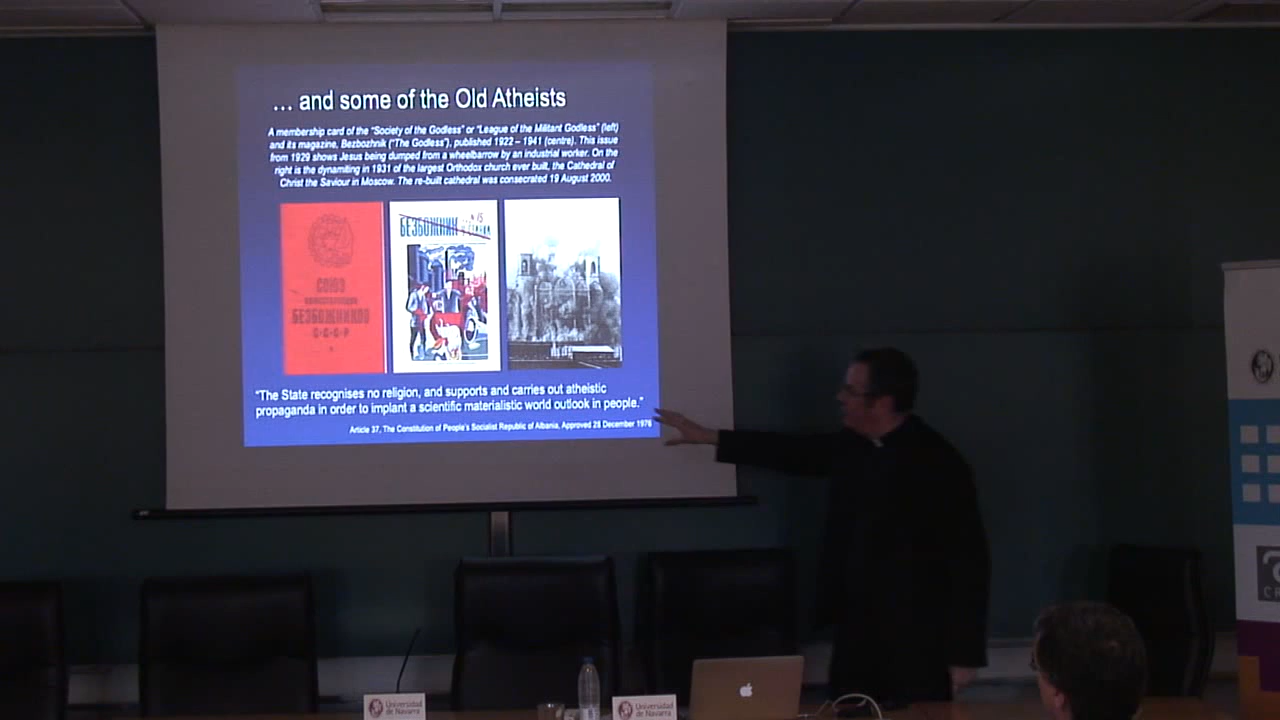 … and some of the Old Atheists
A membership card of the “Society of the Godless” or “League of the Militant Godless” (left)
and its magazine, Bezbozhnik (“The Godless”), published 1922 – 1941 (centre). This issue
from 1929 shows Jesus being dumped from a wheelbarrow by an industrial worker. On the
right is the dynamiting in 1931 of the largest Orthodox church ever built, the Cathedral of
Christ the Saviour in Moscow. The re-built cathedral was consecrated 19 August 2000.
СОЮЗ
БЕЗБОЖНИКОВ
С·С·С·Р
БЕЗБОЖНИК
“The State recognises no religion, and supports and carries out atheistic
propaganda in order to implant a scientific materialistic world outlook in people.”
Article 37, The Constitution of People's Socialist Republic of Albania, Approved 28 December 1976
Universidad
de Navarra
Universidad
de Navarra